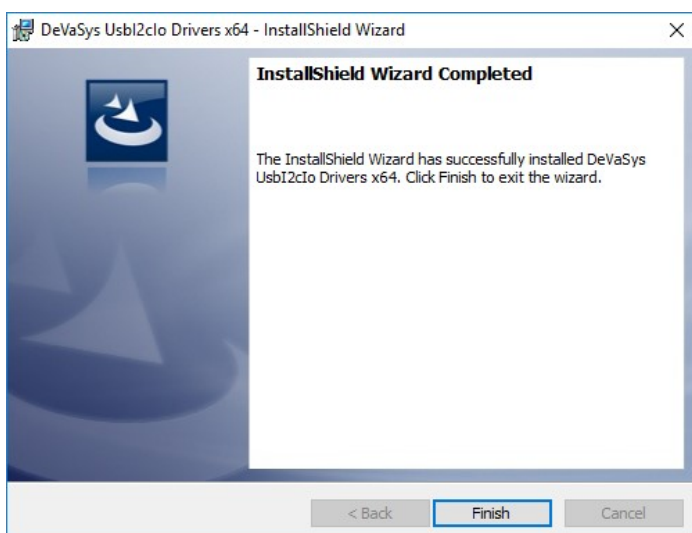 DeVaSys UsbI2cIo Drivers x64 - InstallShield Wizard
InstallShield Wizard Completed
The InstallShield Wizard has successfully installed DeVaSys
UsbI2cIo Drivers x64. Click Finish to exit the wizard.
< Back
Finish
Cancel